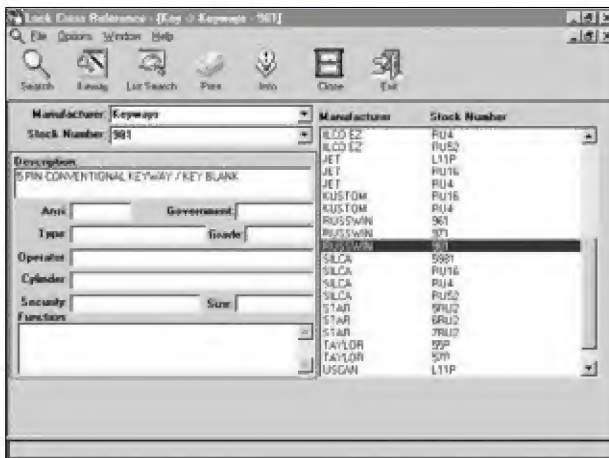 Lock Cross Reference - [Key -> Keyways - 981]
File Options Window Help
Search List Search Print Info Close Exit
Manufacturer: Keyways
Stock Number: 981
Description
5 PIN CONVENTIONAL KEYWAY / KEY BLANK
Ansi Government
Type Grade
Operator
Cylinder
Security Size
Function
Manufacturer Stock Number
ILCO EZ RU4
ILCO EZ RU52
JET L11P
JET RU16
JET RU4
KUSTOM RU16
KUSTOM RU4
RUSSWIN 961
RUSSWIN 971
RUSSWIN 981
SILCA 5981
SILCA RU16
SILCA RU4
SILCA RU52
STAR 5RU2
STAR 6RU2
STAR 7RU2
TAYLOR 55P
TAYLOR
USCAN L11P